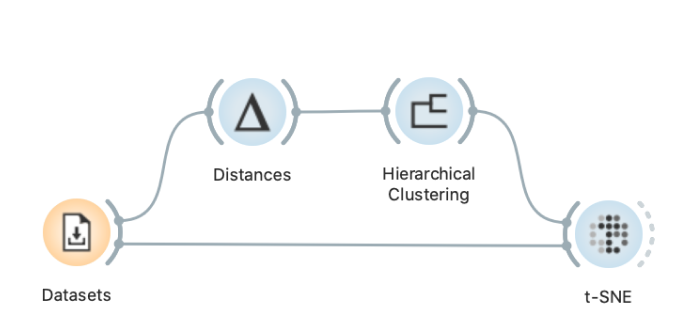 Distances
Hierarchical
Clustering
Datasets
t-SNE